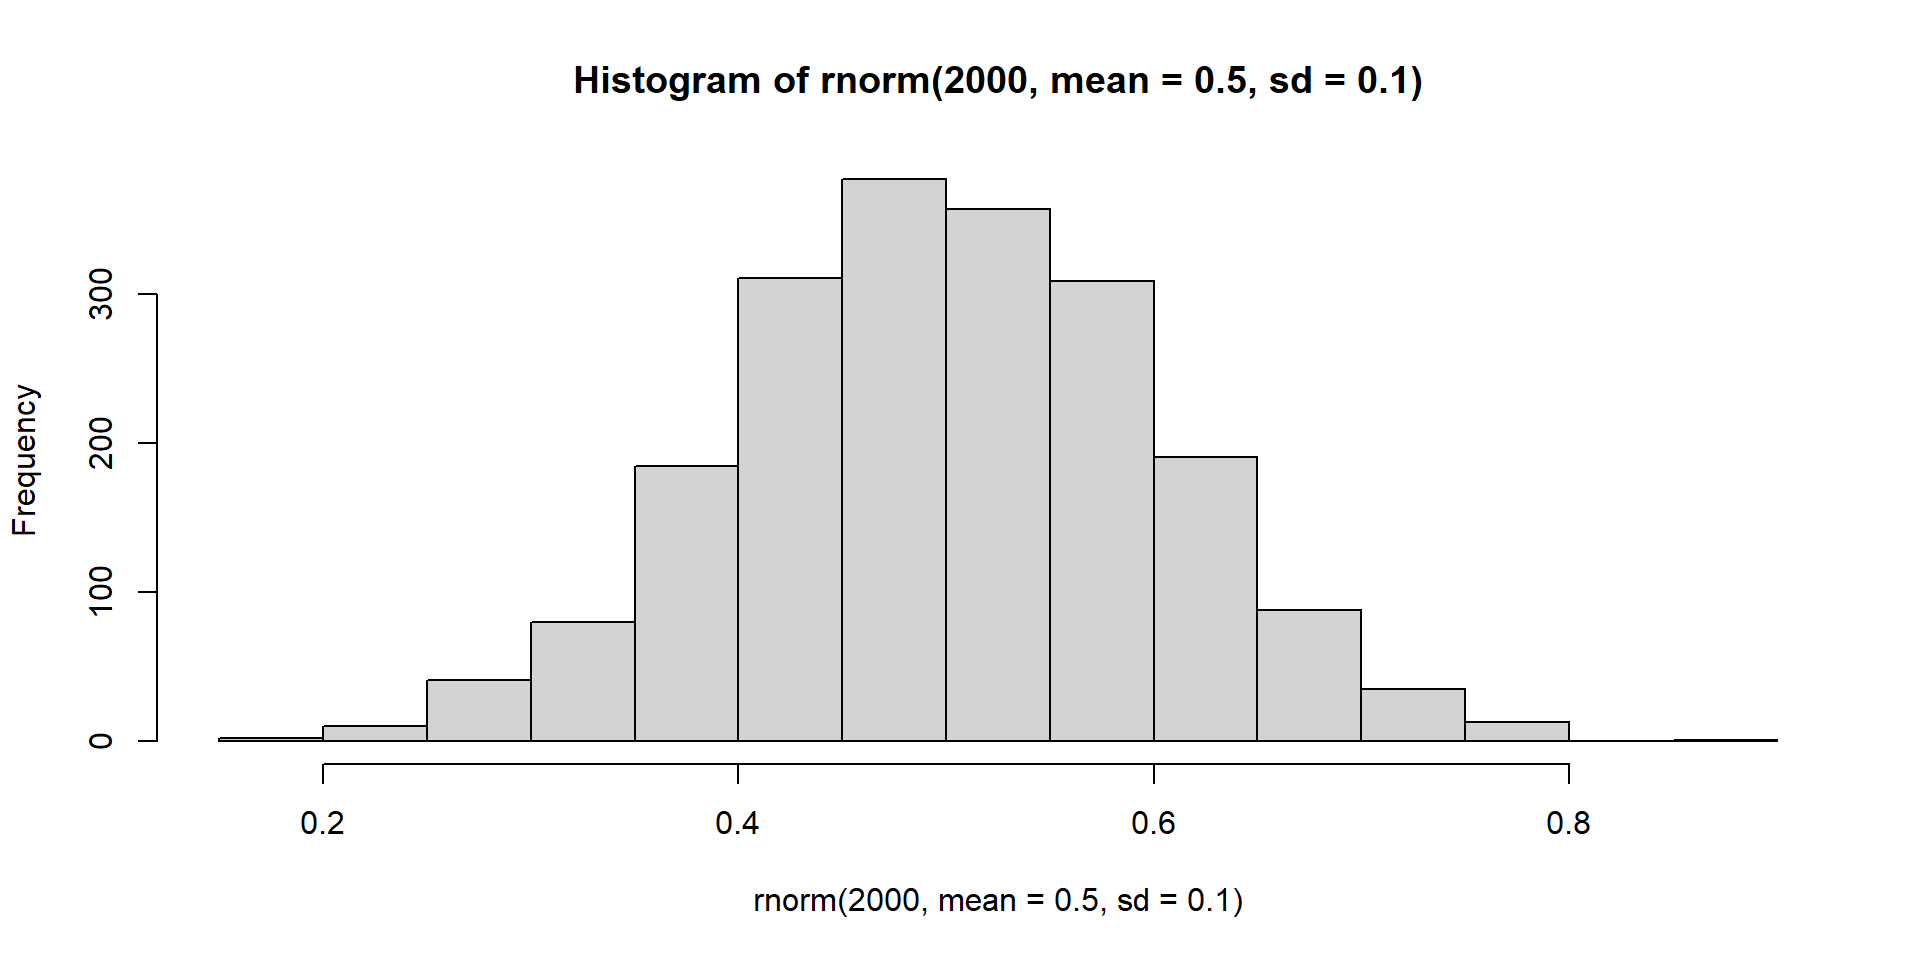 Histogram of rnorm(2000, mean = 0.5, sd = 0.1)
Frequency
300
200
100
0
0.2 0.4 0.6 0.8
rnorm(2000, mean = 0.5, sd = 0.1)